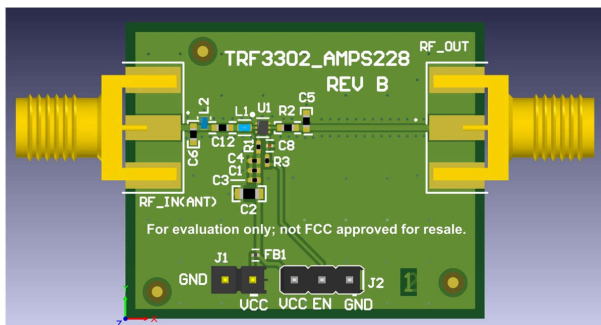 TRF3302_AMPS228
REV B
RF_OUT
L2
L1
U1
R2
C5
C6
C12
R1
C8
C4
R3
C1
C3
C2
RF_IN(ANT)
For evaluation only; not FCC approved for resale.
J1
FB1
GND
J2
VCC
VCC EN GND
Y
Z X